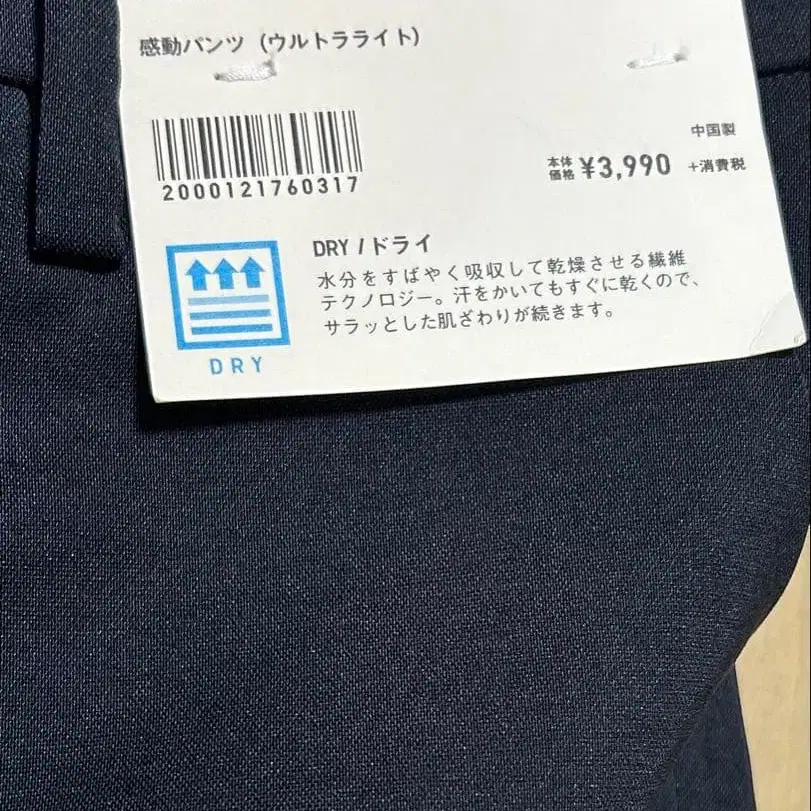 感動パンツ（ウルトラライト）
中国製
2000121760317
本体価格 ¥3,990 +消費税
DRY / ドライ
水分をすばやく吸収して乾燥させる繊維
テクノロジー。汗をかいてもすぐに乾くので、
サラッとした肌ざわりが続きます。
DRY